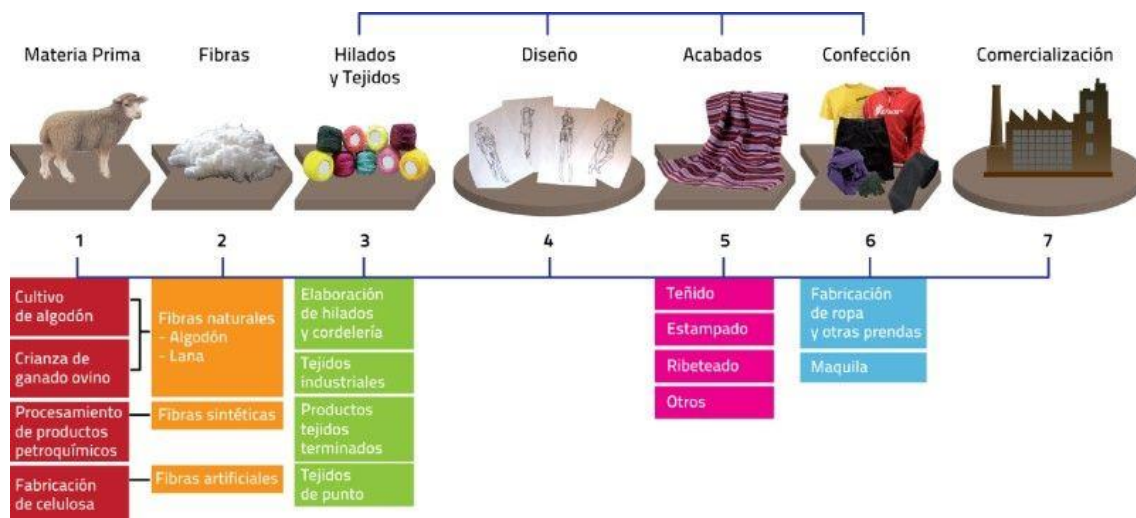 Materia Prima
Fibras
Hilados
y Tejidos
Diseño
Acabados
Confección
Comercialización
1
2
3
4
5
6
7
Cultivo
de algodón
Crianza de
ganado ovino
Procesamiento
de productos
petroquímicos
Fabricación
de celulosa
Fibras naturales
- Algodón
- Lana
Fibras sintéticas
Fibras artificiales
Elaboración
de hilados
y cordelería
Tejidos
industriales
Productos
tejidos
terminados
Tejidos
de punto
Teñido
Estampado
Ribeteado
Otros
Fabricación
de ropa
y otras prendas
Maquila